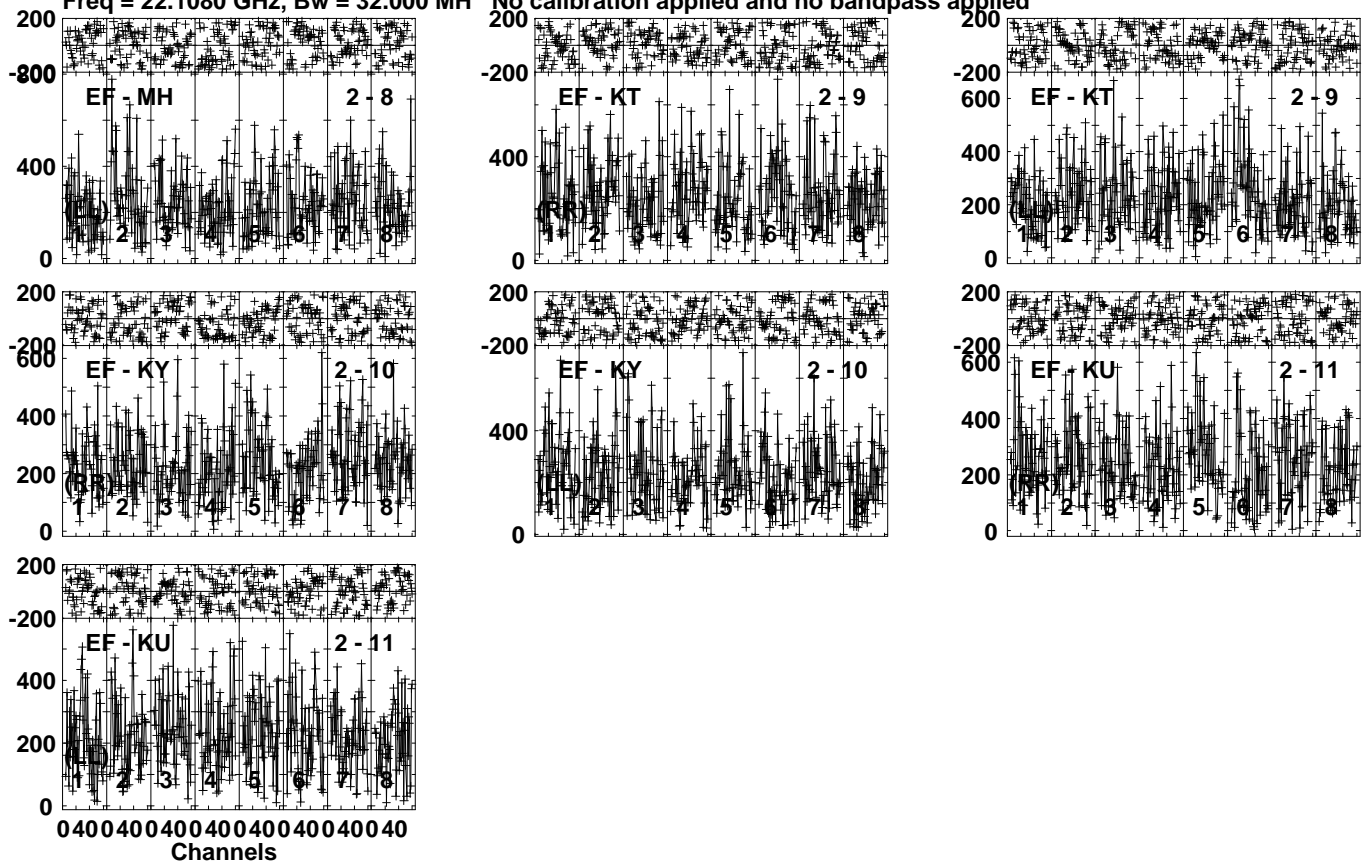 Freq = 22.1080 GHz, Bw = 32.000 MH No calibration applied and no bandpass applied
200
-200
800
EF - MH 2 - 8
400
(LL)
1 2 3 4 5 6 7 8
0
200
-200
EF - KT 2 - 9
400
(RR)
1 2 3 4 5 6 7 8
0
200
-200
600
EF - KT 2 - 9
400
200
(LL)
1 2 3 4 5 6 7 8
0
200
-200
600
EF - KY 2 - 10
400
200
(RR)
1 2 3 4 5 6 7 8
0
200
-200
EF - KY 2 - 10
400
(LL)
1 2 3 4 5 6 7 8
0
200
-200
600
EF - KU 2 - 11
400
200
(RR)
1 2 3 4 5 6 7 8
0
200
-200
EF - KU 2 - 11
400
200
(LL)
1 2 3 4 5 6 7 8
0
0 40 0 40 0 40 0 40 0 40 0 40 0 40 0 40
Channels